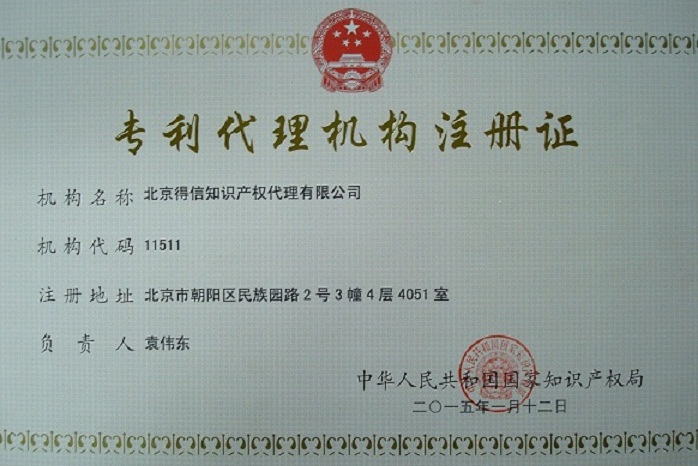 专利代理机构注册证
机构名称 北京得信知识产权代理有限公司
机构代码 11511
注册地址 北京市朝阳区民族园路2号3幢4层4051室
负责人 袁伟东
中华人民共和国国家知识产权局
二〇一五年一月十二日